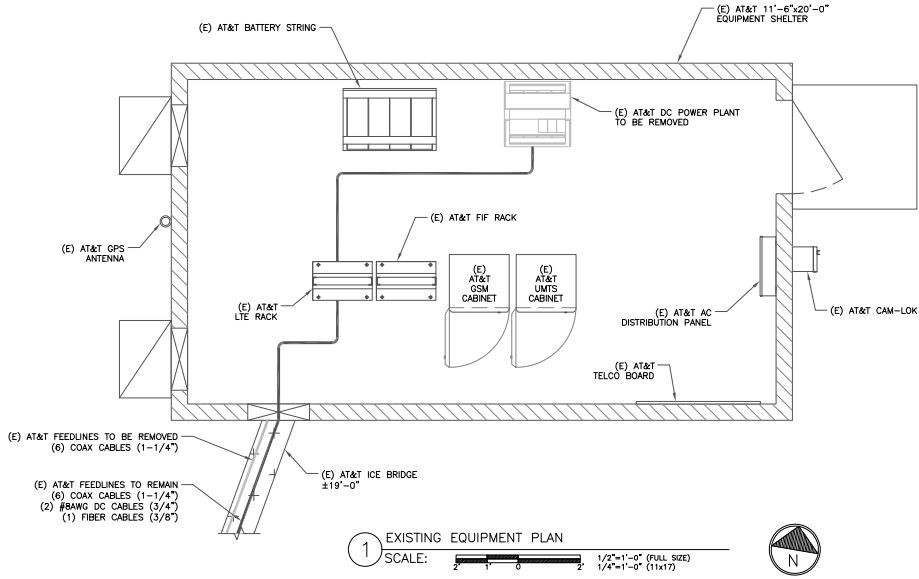 (E) AT&T 11'-6"x20'-0"
EQUIPMENT SHELTER
(E) AT&T BATTERY STRING
(E) AT&T DC POWER PLANT
TO BE REMOVED
(E) AT&T FIF RACK
(E) AT&T GPS
ANTENNA
(E)
AT&T
GSM
CABINET
(E)
AT&T
UMTS
CABINET
(E) AT&T
LTE RACK
(E) AT&T AC
DISTRIBUTION PANEL
(E) AT&T CAM-LOK
(E) AT&T
TELCO BOARD
(E) AT&T FEEDLINES TO BE REMOVED
(6) COAX CABLES (1-1/4")
(E) AT&T ICE BRIDGE
±19'-0"
(E) AT&T FEEDLINES TO REMAIN
(6) COAX CABLES (1-1/4")
(2) #8AWG DC CABLES (3/4")
(1) FIBER CABLES (3/8")
1
EXISTING EQUIPMENT PLAN
SCALE:
2' 1' 0 2'
1/2"=1'-0" (FULL SIZE)
1/4"=1'-0" (11x17)
N